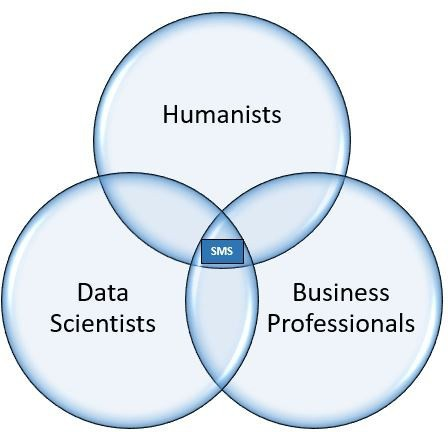 Humanists
SMS
Data
Scientists
Business
Professionals